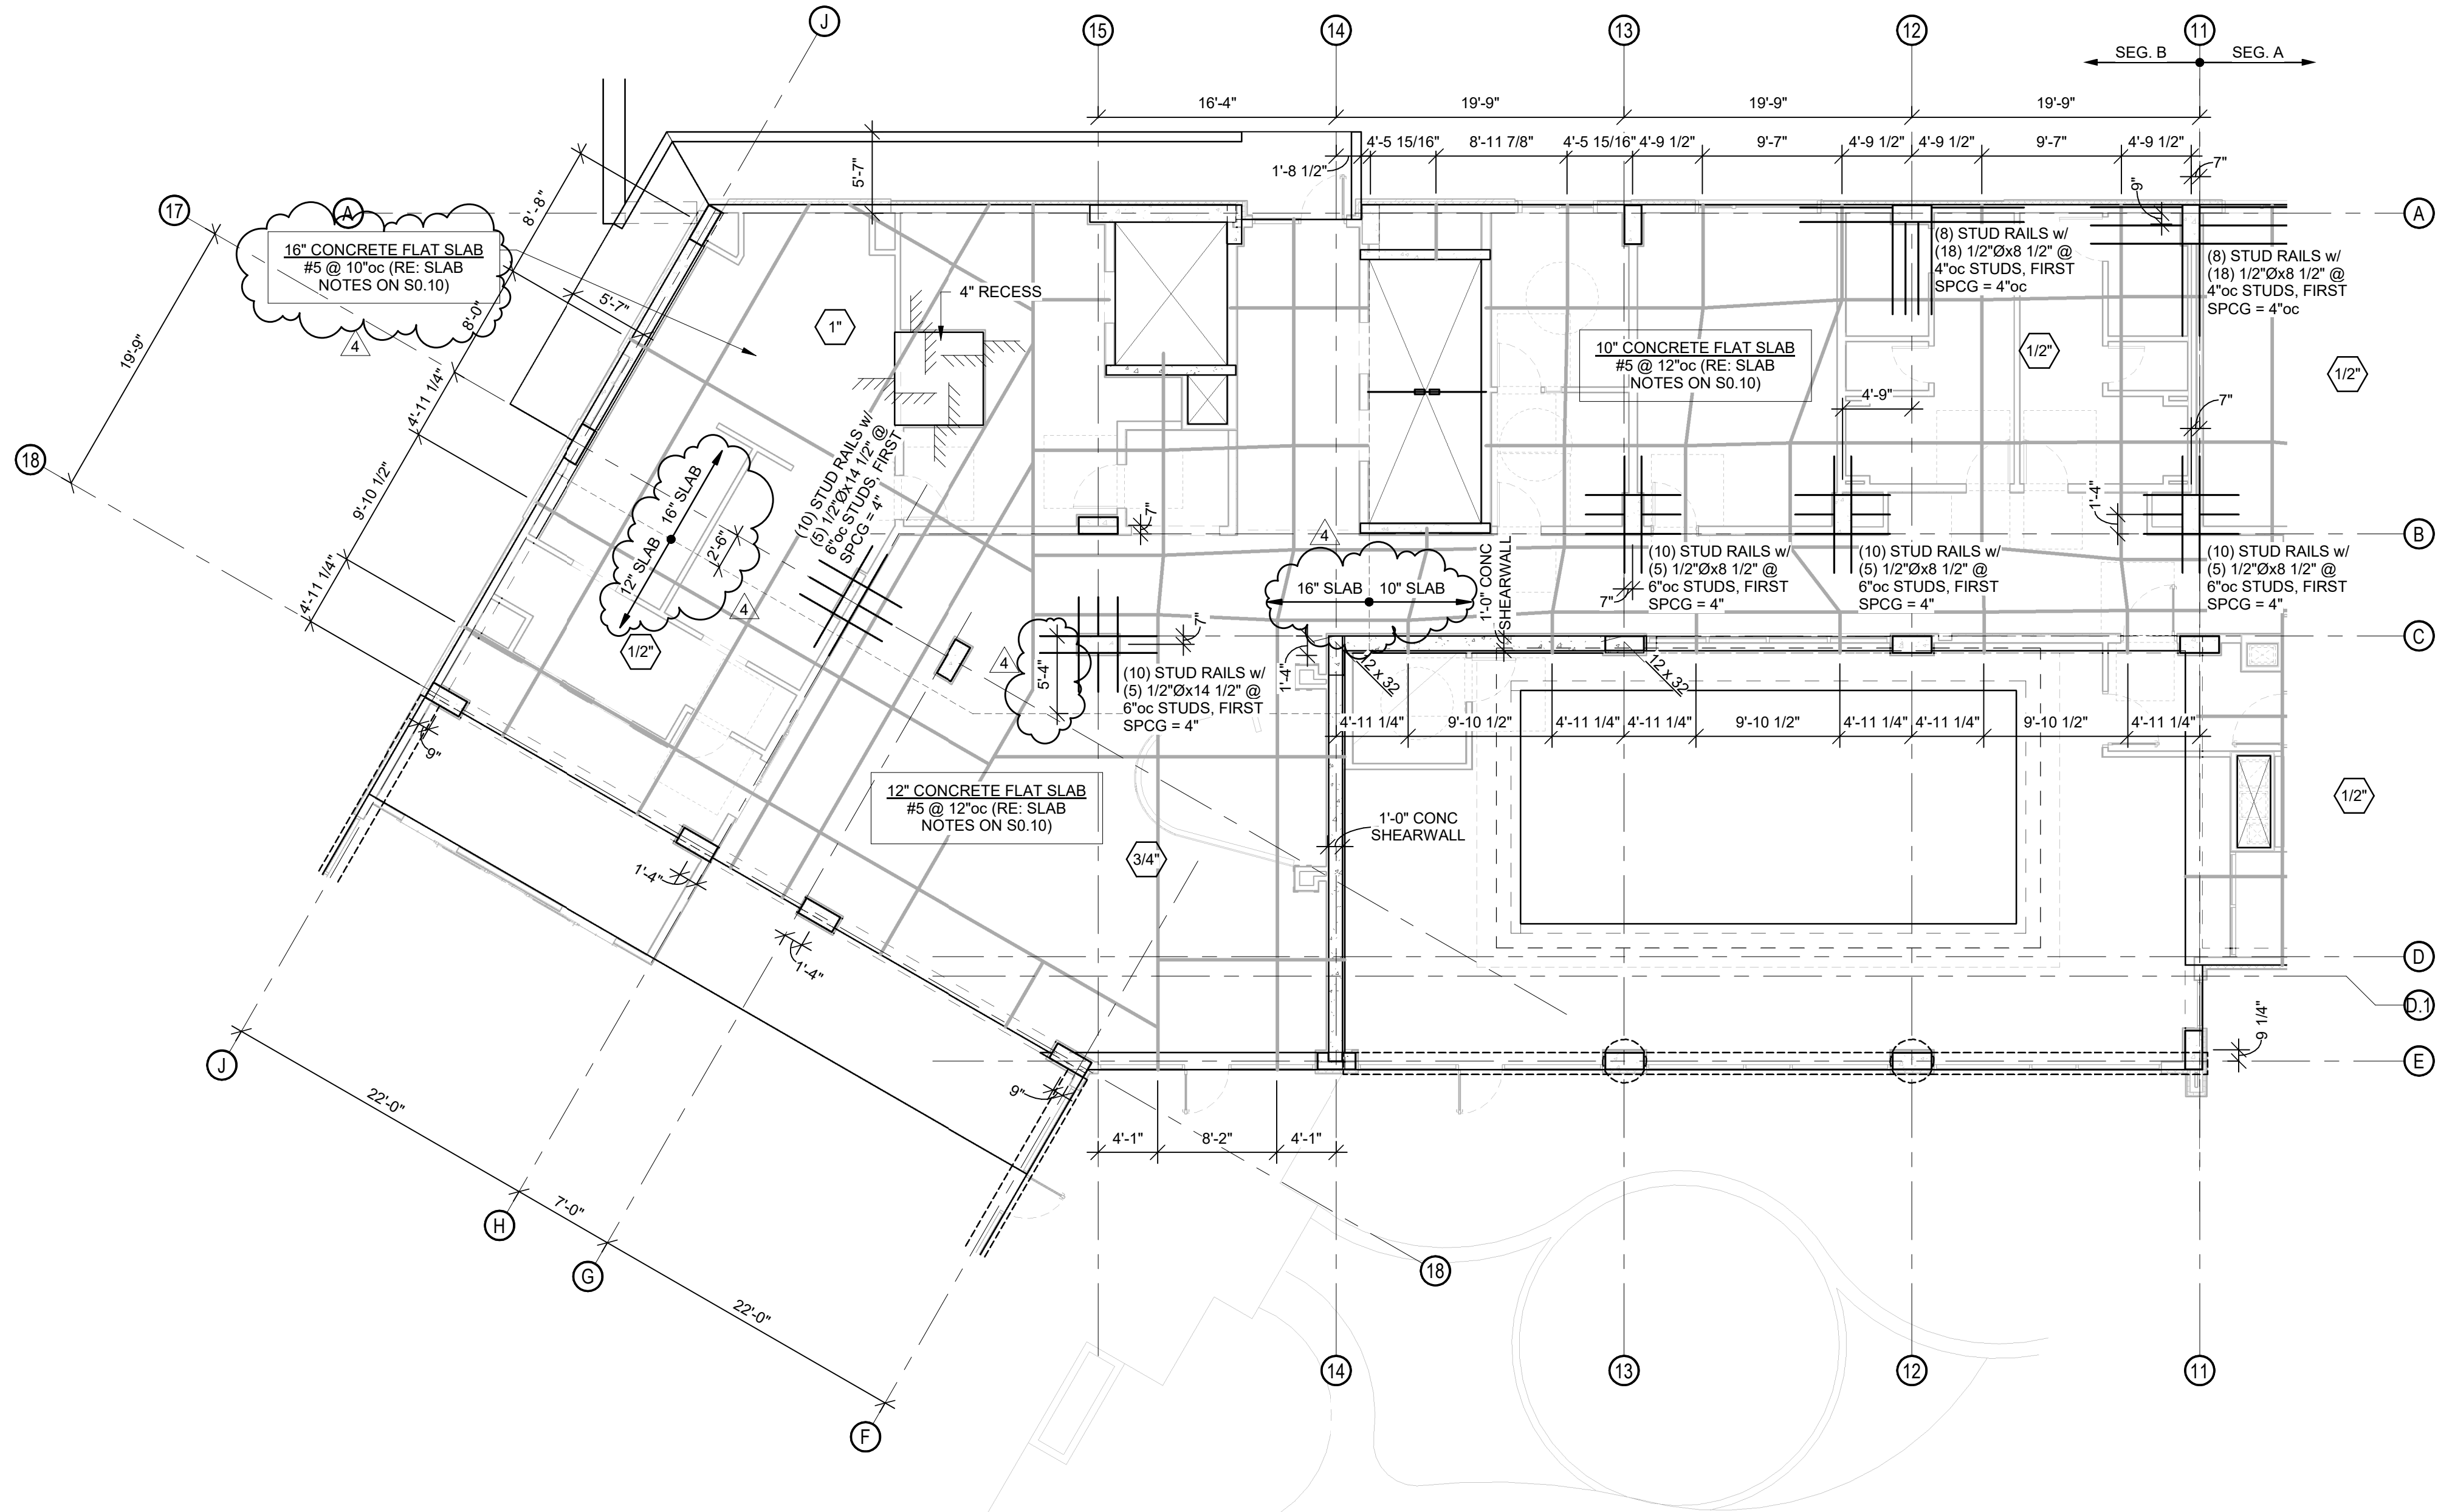 J
15
14
13
12
11
SEG. B
SEG. A
16'-4"
19'-9"
19'-9"
19'-9"
4'-5 15/16"
8'-11 7/8"
4'-5 15/16"
4'-9 1/2"
9'-7"
4'-9 1/2"
4'-9 1/2"
9'-7"
4'-9 1/2"
1'-8 1/2"
7"
9"
5'-7"
8'-8"
17
A
A
16" CONCRETE FLAT SLAB
#5 @ 10"oc (RE: SLAB
NOTES ON S0.10)
4
5'-7"
8'-0"
19'-9"
4'-11 1/4"
18
9'-10 1/2"
4'-11 1/4"
1"
4" RECESS
(8) STUD RAILS w/
(18) 1/2"Øx8 1/2" @
4"oc STUDS, FIRST
SPCG = 4"oc
(8) STUD RAILS w/
(18) 1/2"Øx8 1/2" @
4"oc STUDS, FIRST
SPCG = 4"oc
10" CONCRETE FLAT SLAB
#5 @ 12"oc (RE: SLAB
NOTES ON S0.10)
1/2"
1/2"
4'-9"
7"
(10) STUD RAILS w/
(5) 1/2"Øx14 1/2" @
6"oc STUDS, FIRST
SPCG = 4"
16" SLAB
12" SLAB
2'-6"
4
1/2"
7"
1'-4"
B
4
16" SLAB
10" SLAB
1'-0" CONC
SHEARWALL
(10) STUD RAILS w/
(5) 1/2"Øx8 1/2" @
6"oc STUDS, FIRST
SPCG = 4"
7"
(10) STUD RAILS w/
(5) 1/2"Øx8 1/2" @
6"oc STUDS, FIRST
SPCG = 4"
(10) STUD RAILS w/
(5) 1/2"Øx8 1/2" @
6"oc STUDS, FIRST
SPCG = 4"
C
4
5'-4"
7"
(10) STUD RAILS w/
(5) 1/2"Øx14 1/2" @
6"oc STUDS, FIRST
SPCG = 4"
1'-4"
12 x 32
12 x 32
4'-11 1/4"
9'-10 1/2"
4'-11 1/4"
4'-11 1/4"
9'-10 1/2"
4'-11 1/4"
4'-11 1/4"
9'-10 1/2"
4'-11 1/4"
9"
12" CONCRETE FLAT SLAB
#5 @ 12"oc (RE: SLAB
NOTES ON S0.10)
3/4"
1'-0" CONC
SHEARWALL
1/2"
1'-4"
1'-4"
D
D.1
9 1/4"
E
J
9"
22'-0"
4'-1"
8'-2"
4'-1"
H
7'-0"
G
22'-0"
18
F
14
13
12
11